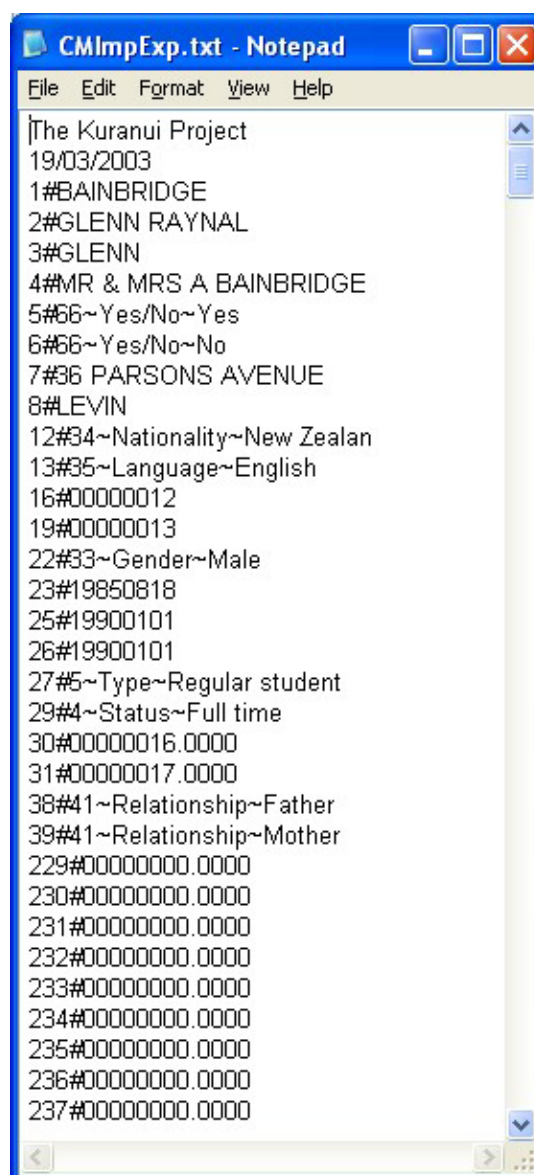 CMImpExp.txt - Notepad
File Edit Format View Help
The Kuranui Project
19/03/2003
1#BAINBRIDGE
2#GLENN RAYNAL
3#GLENN
4#MR & MRS A BAINBRIDGE
5#66~Yes/No~Yes
6#66~Yes/No~No
7#36 PARSONS AVENUE
8#LEVIN
12#34~Nationality~New Zealan
13#35~Language~English
16#00000012
19#00000013
22#33~Gender~Male
23#19850818
25#19900101
26#19900101
27#5~Type~Regular student
29#4~Status~Full time
30#00000016.0000
31#00000017.0000
38#41~Relationship~Father
39#41~Relationship~Mother
229#00000000.0000
230#00000000.0000
231#00000000.0000
232#00000000.0000
233#00000000.0000
234#00000000.0000
235#00000000.0000
236#00000000.0000
237#00000000.0000